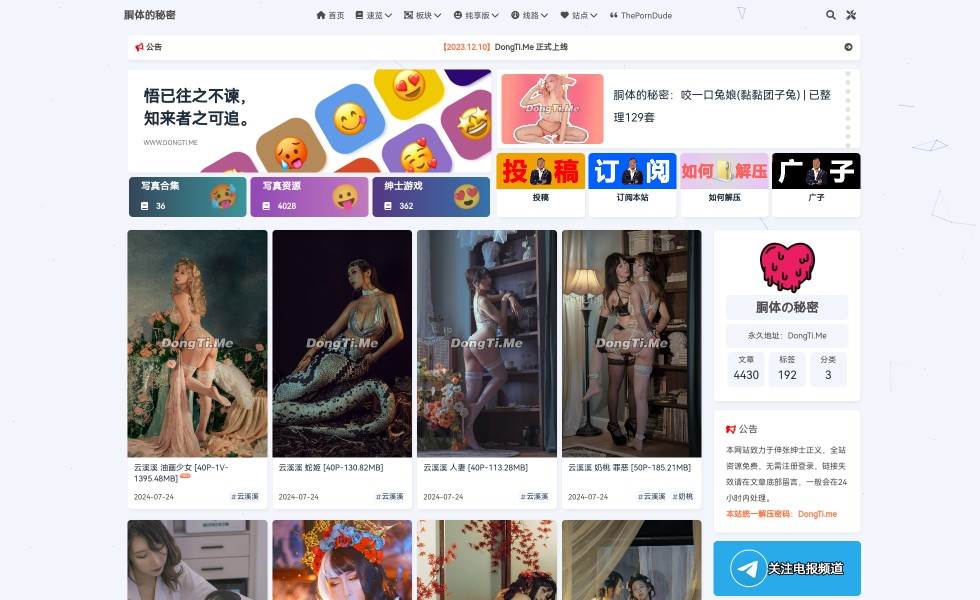 胴体的秘密
首页 速览 板块 纯享版 线路 站点 ThePornDude
公告
【2023.12.10】DongTi.Me 正式上线
悟已往之不谏，
知来者之可追。
WWW.DONGTI.ME
DongTi.Me
胴体的秘密：咬一口兔娘(黏黏团子兔) | 已整
理129套
写真合集
36
写真资源
4028
绅士游戏
362
投稿
投稿
订阅
订阅本站
如何解压
如何解压
广子
广子
DongTi.Me
云溪溪 油画少女 [40P-1V-
1395.48MB]
2024-07-24 #云溪溪
DongTi.Me
云溪溪 蛇姬 [40P-130.82MB]
2024-07-24 #云溪溪
DongTi.Me
云溪溪 人妻 [40P-113.28MB]
2024-07-24 #云溪溪
DongTi.Me
云溪溪 奶桃 罪恶 [50P-185.21MB]
2024-07-24 #云溪溪 #奶桃
胴体の秘密
永久地址：DongTi.Me
文章 标签 分类
4430 192 3
公告
本网站致力于伸张绅士正义，全站
资源免费，无需注册登录，链接失
效请在文章底部留言，一般会在24
小时内处理。
本站统一解压密码：DongTi.me
关注电报频道